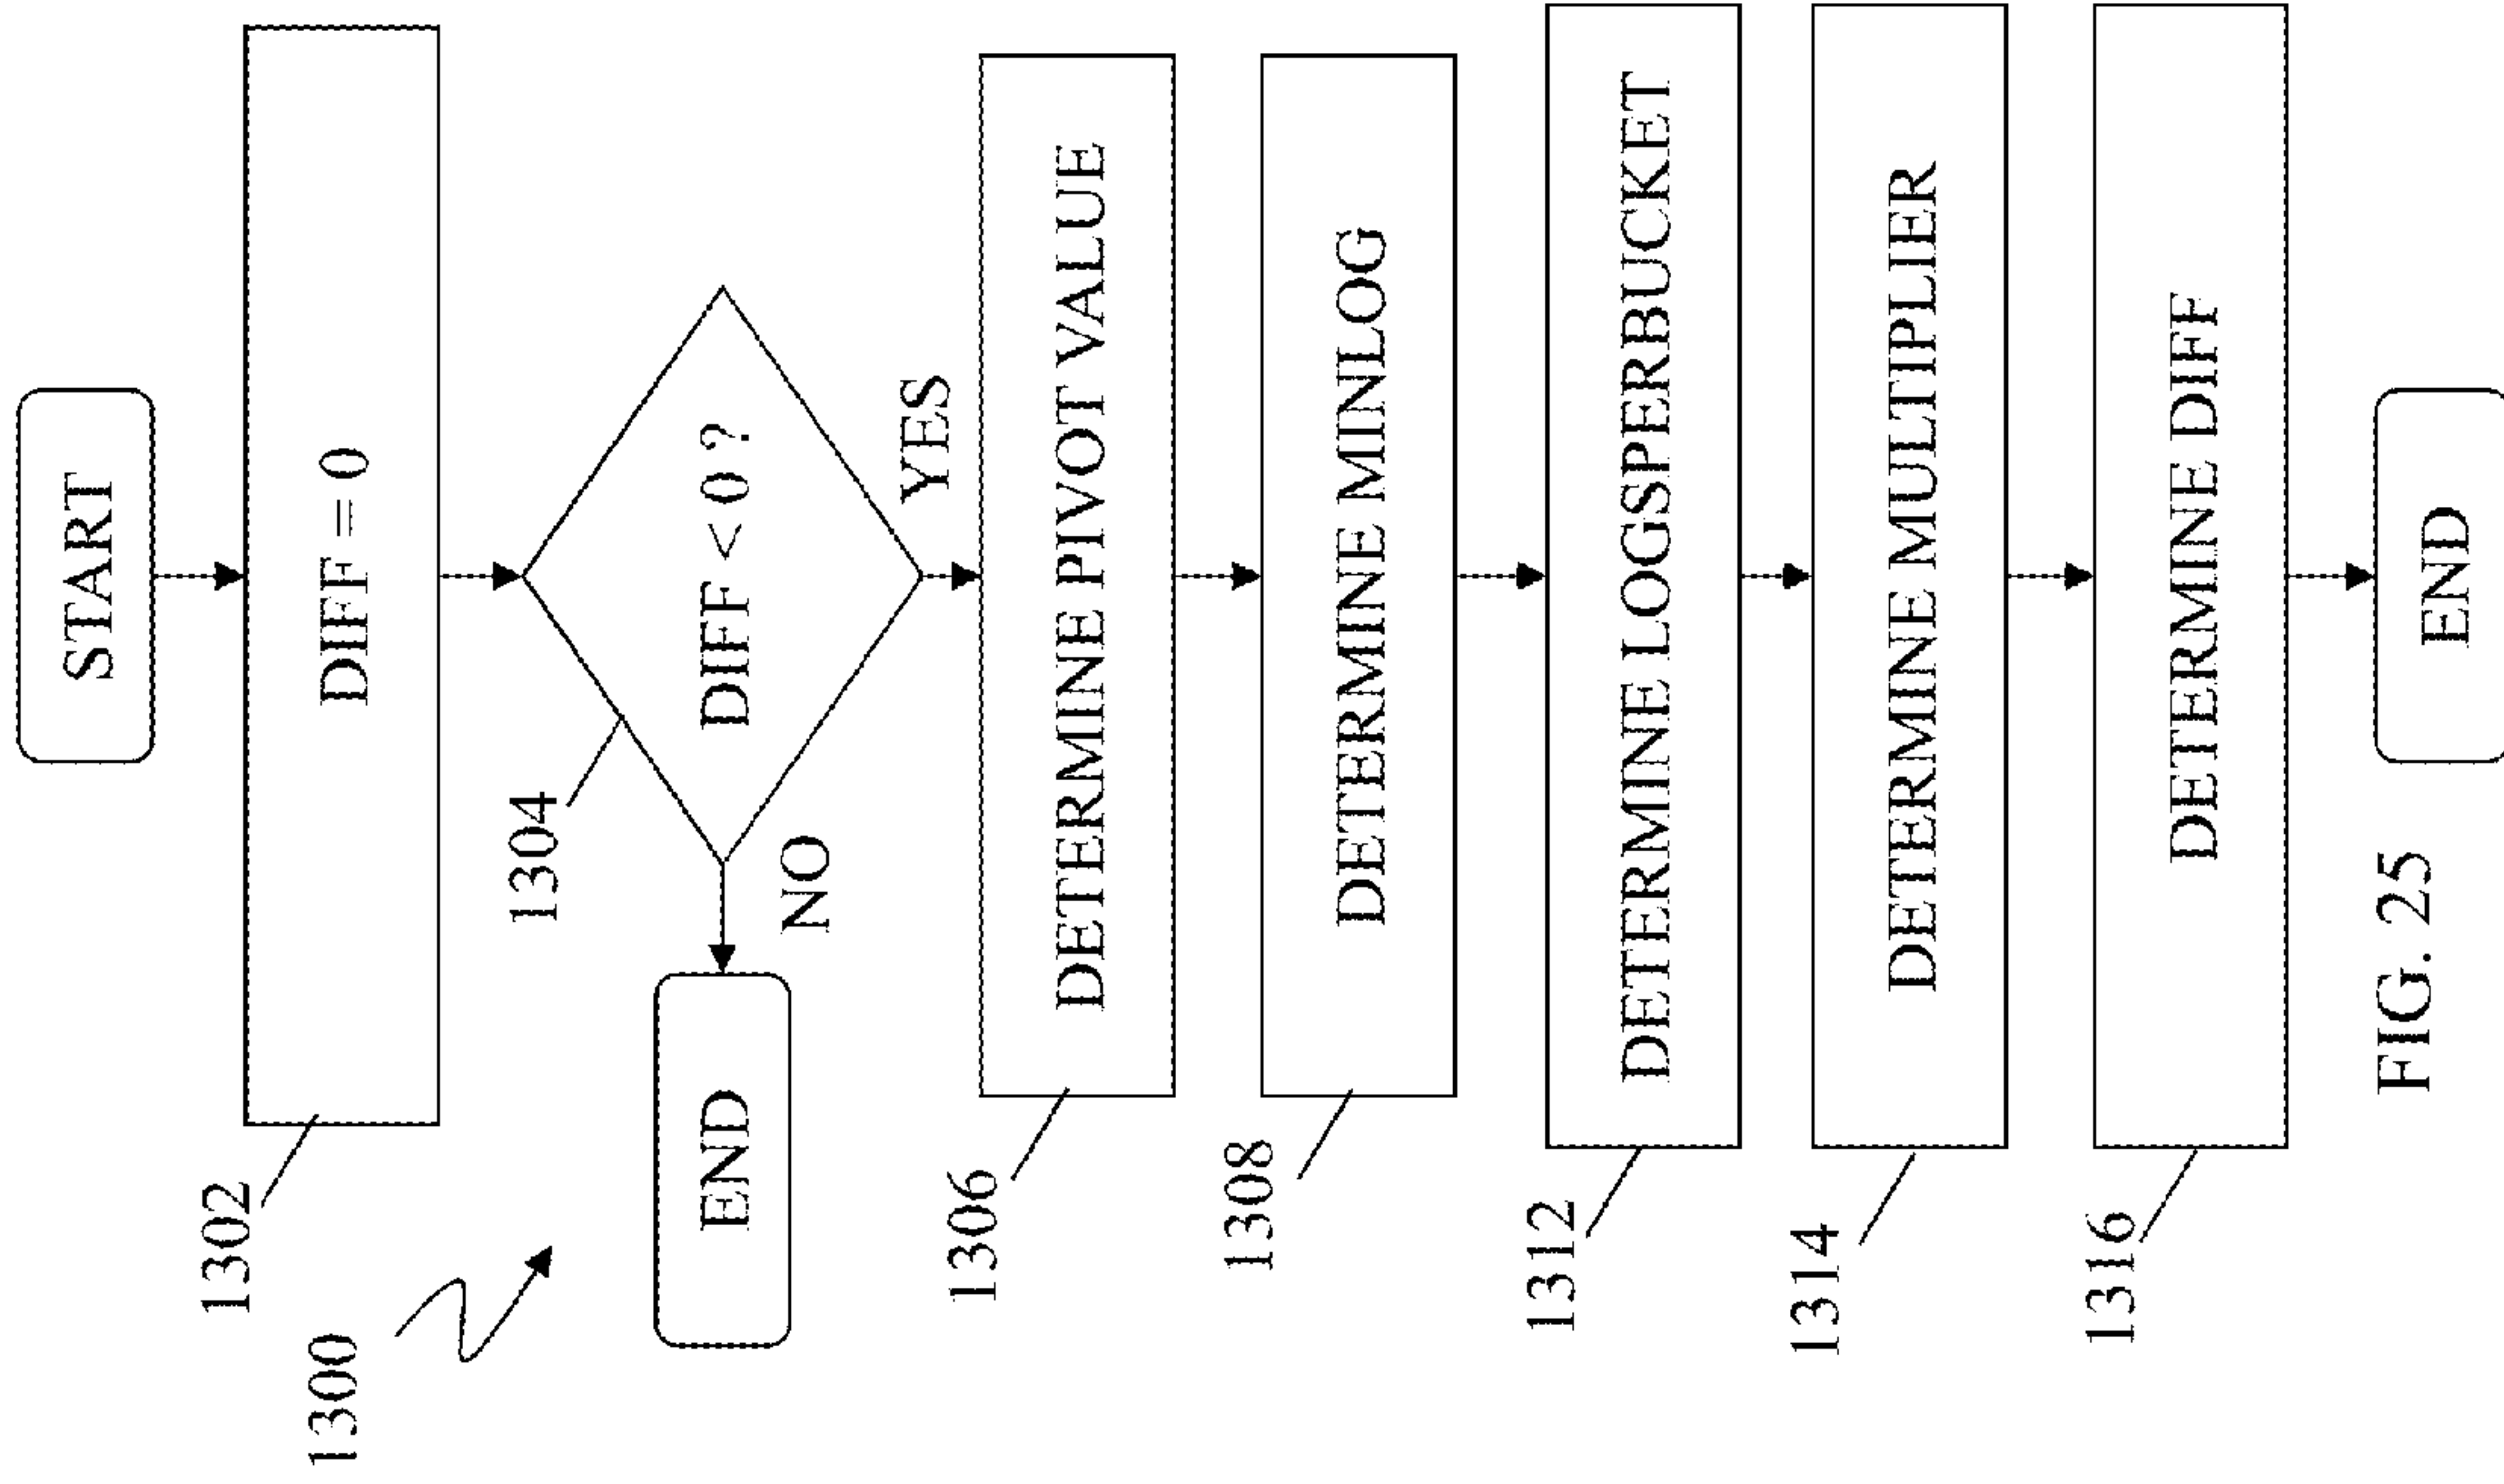 START
1302
DIFF = 0
1300
1304
DIFF < 0 ?
NO
YES
END
1306
DETERMINE PIVOT VALUE
1308
DETERMINE MINLOG
1312
DETERMINE LOGSPERBUCKET
1314
DETERMINE MULTIPLIER
1316
DETERMINE DIFF
END
FIG. 25